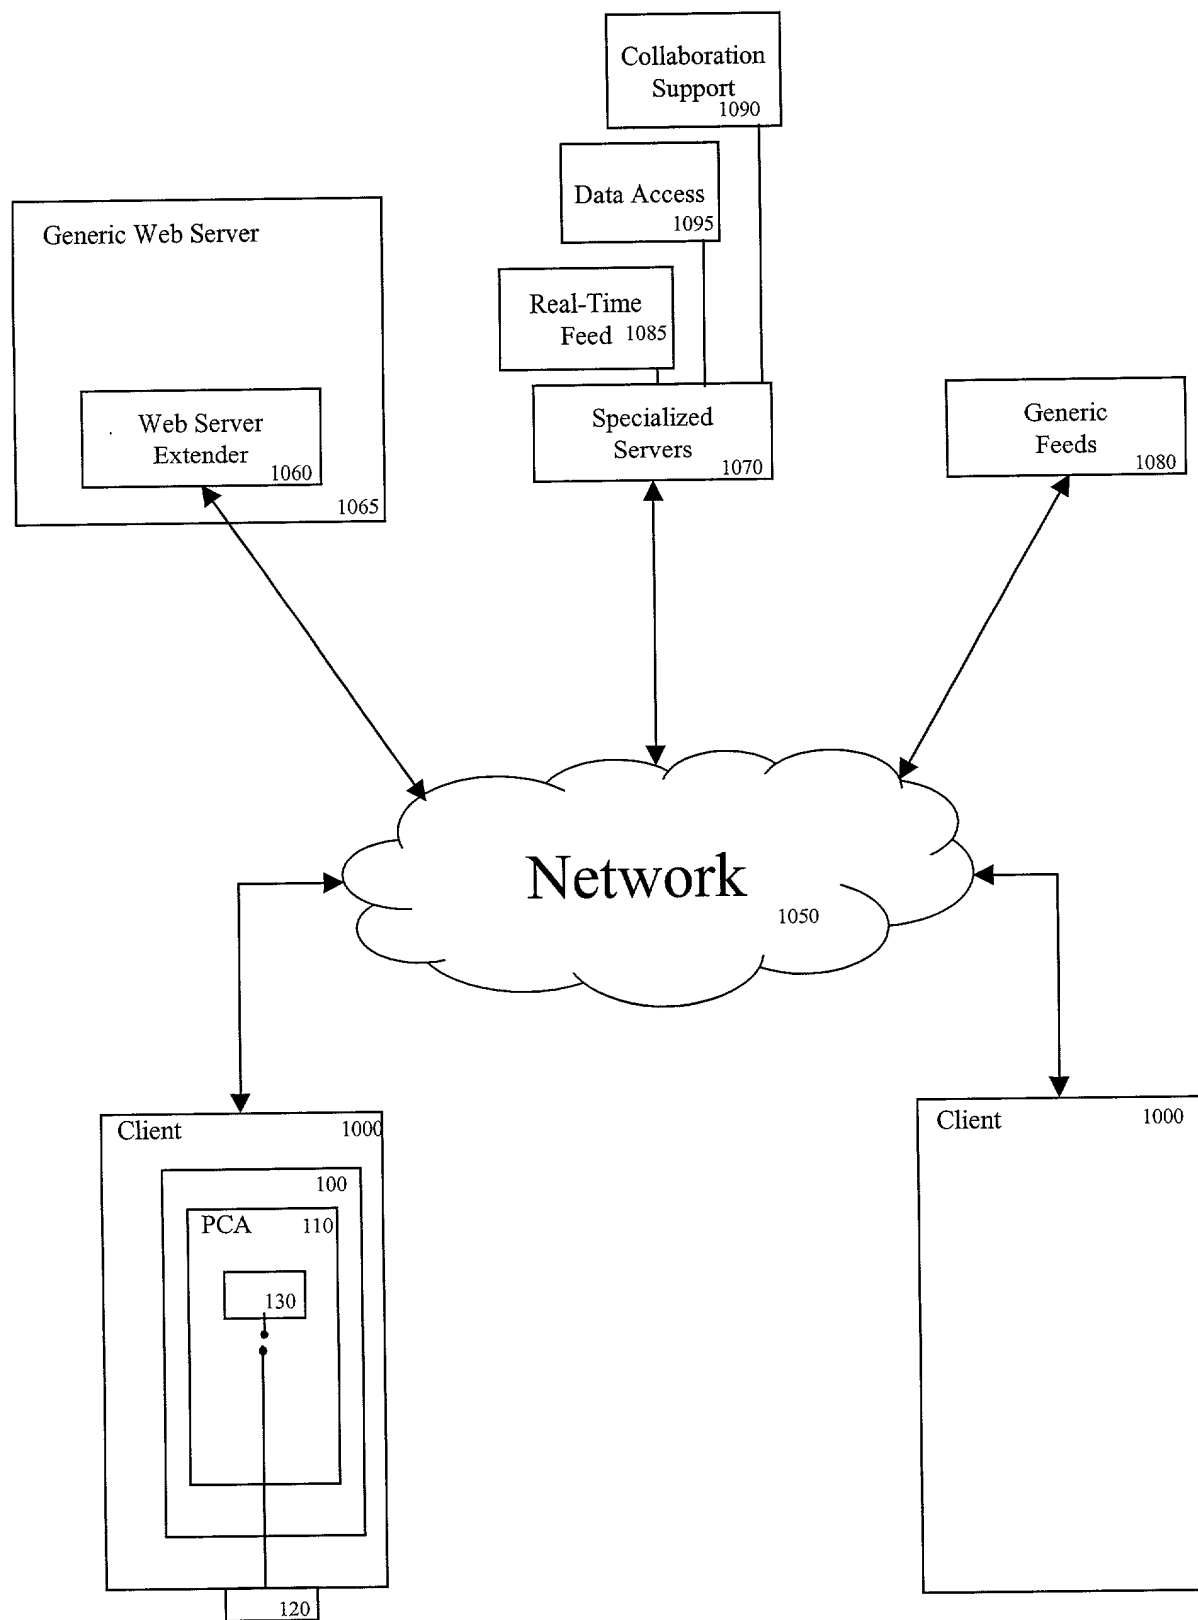 Collaboration
Support
1090
Data Access
1095
Generic Web Server
Real-Time
Feed 1085
Web Server
Extender
1060
1065
Specialized
Servers
1070
Generic
Feeds
1080
Network
1050
Client 1000
100
PCA 110
130
120
Client 1000